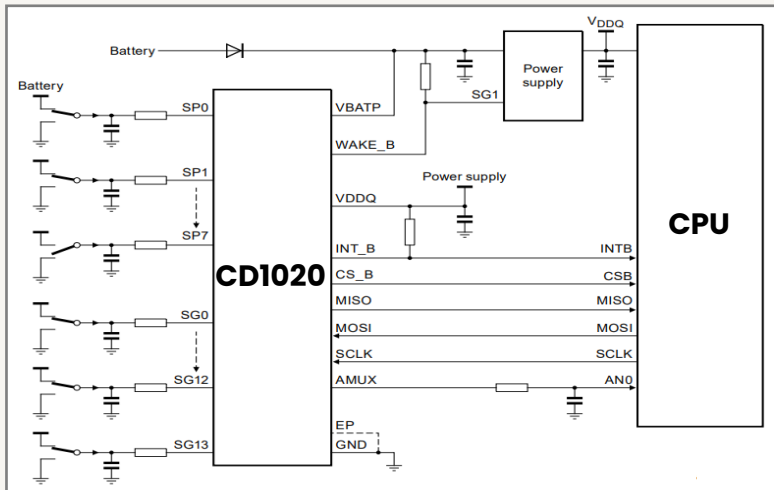 VDDQ
Battery
Power
supply
Battery
SP0
VBATP
SG1
WAKE_B
SP1
VDDQ
Power supply
SP7
INT_B
INTB
CD1020
CPU
CS_B
CSB
MISO
MISO
SG0
MOSI
MOSI
SCLK
SCLK
SG12
AMUX
AN0
EP
GND
SG13